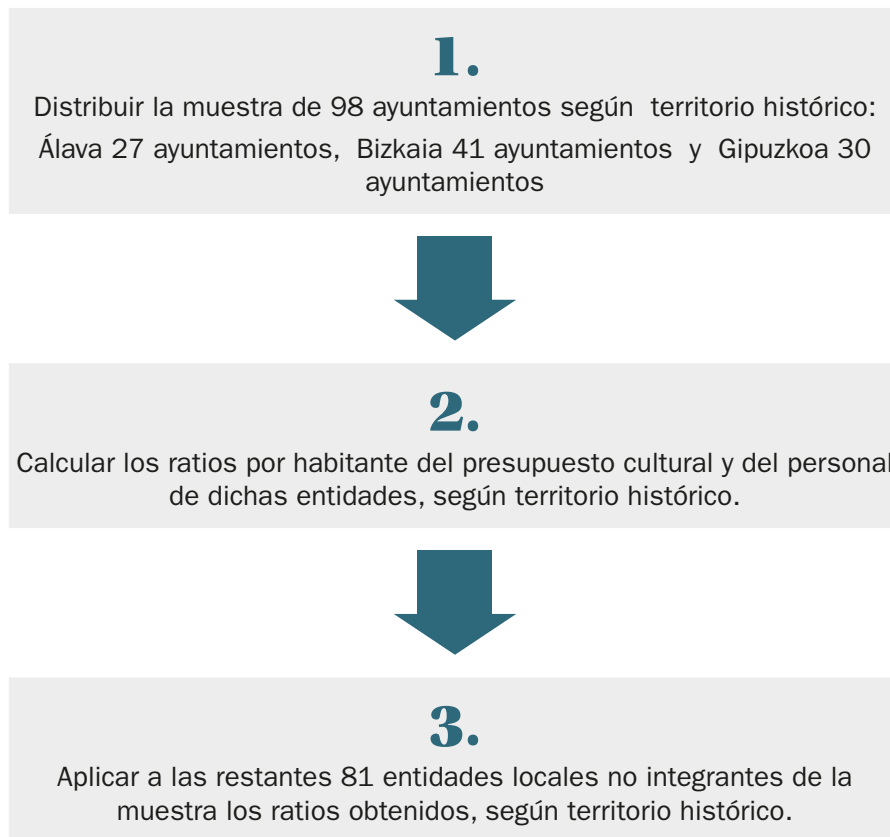 1.
Distribuir la muestra de 98 ayuntamientos según territorio histórico:
Álava 27 ayuntamientos, Bizkaia 41 ayuntamientos y Gipuzkoa 30
ayuntamientos
2.
Calcular los ratios por habitante del presupuesto cultural y del personal
de dichas entidades, según territorio histórico.
3.
Aplicar a las restantes 81 entidades locales no integrantes de la
muestra los ratios obtenidos, según territorio histórico.